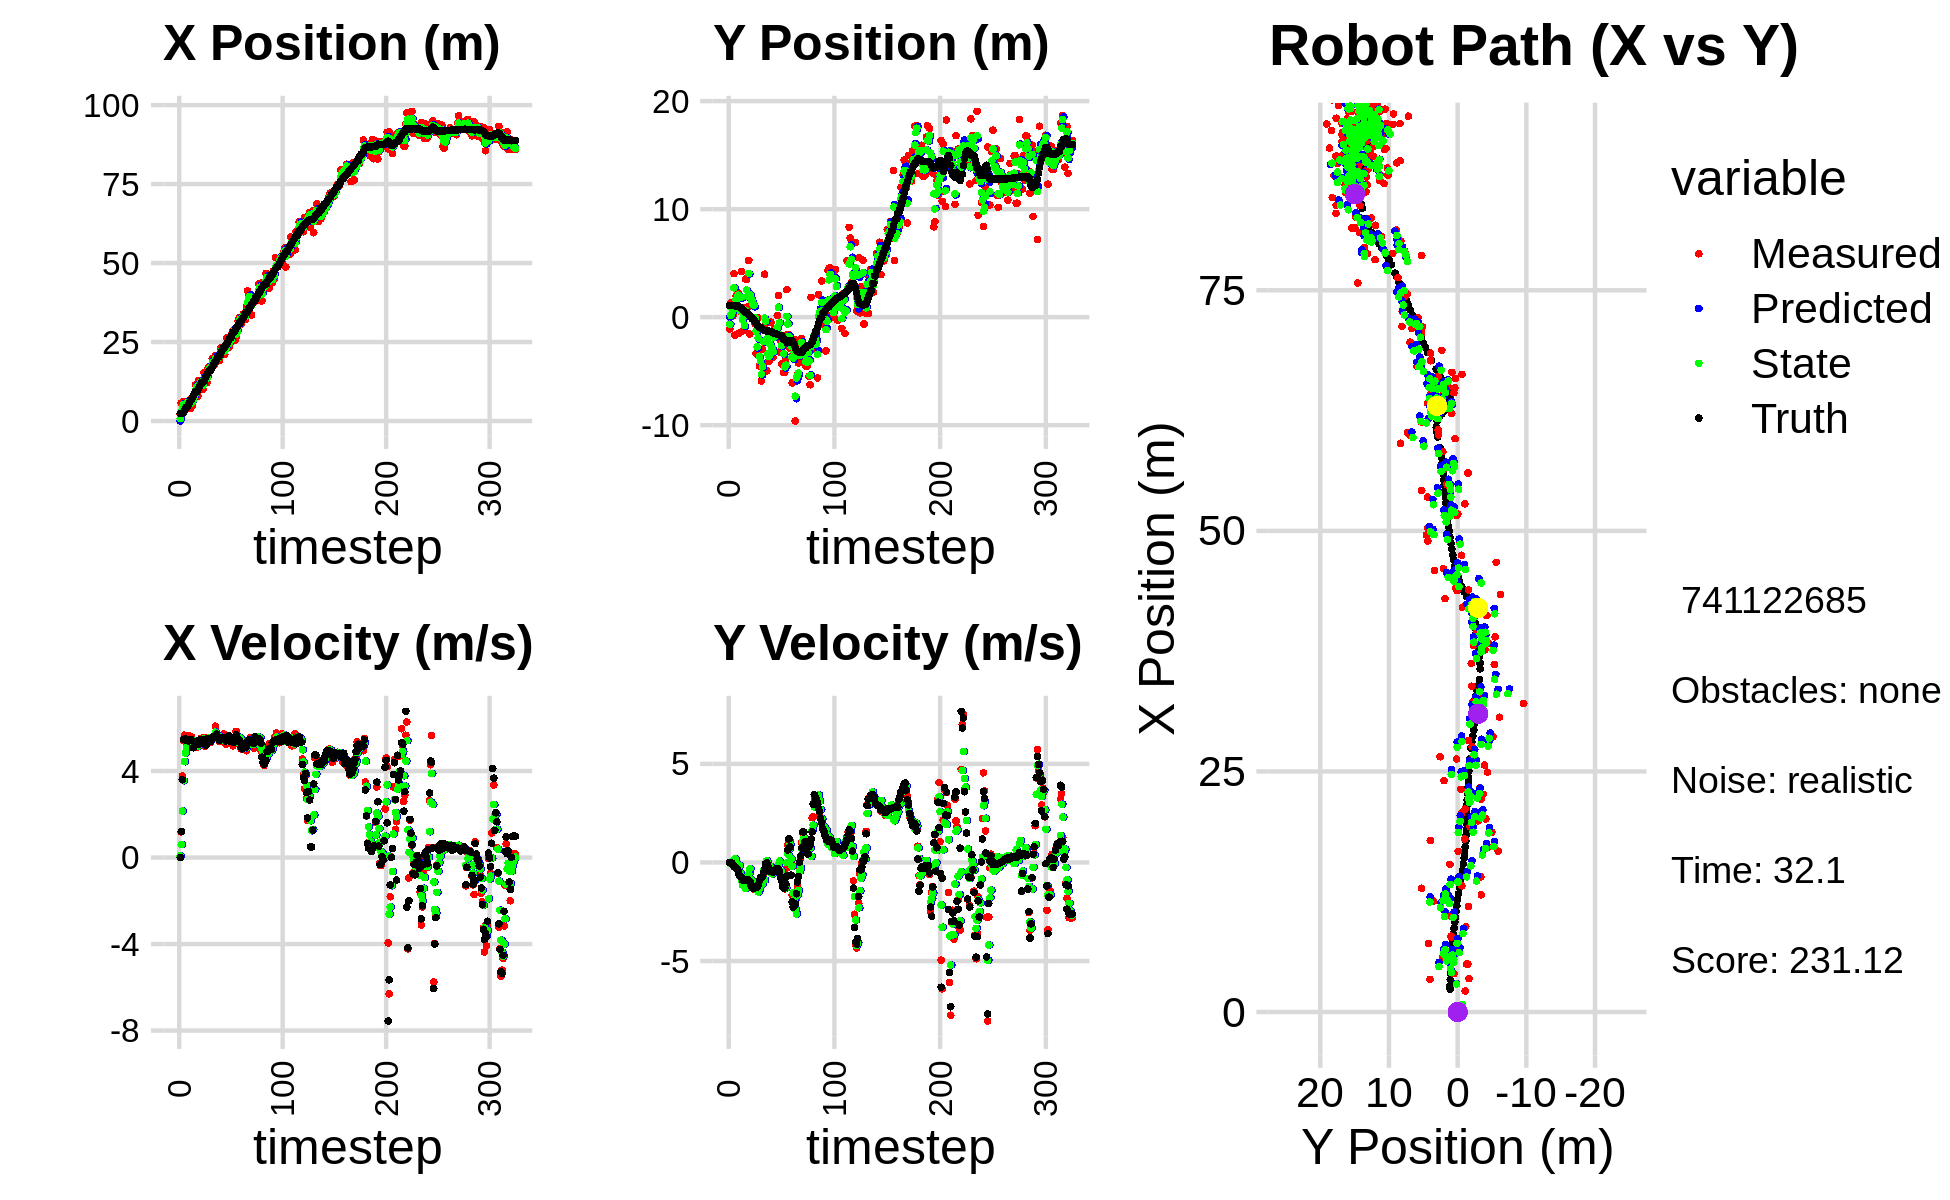 X Position (m)
100
75
50
25
0
0
100
200
300
timestep
Y Position (m)
20
10
0
-10
0
100
200
300
timestep
X Velocity (m/s)
4
0
-4
-8
0
100
200
300
timestep
Y Velocity (m/s)
5
0
-5
0
100
200
300
timestep
Robot Path (X vs Y)
X Position (m)
75
50
25
0
20 10 0 -10 -20
Y Position (m)
variable
Measured
Predicted
State
Truth
741122685
Obstacles: none
Noise: realistic
Time: 32.1
Score: 231.12